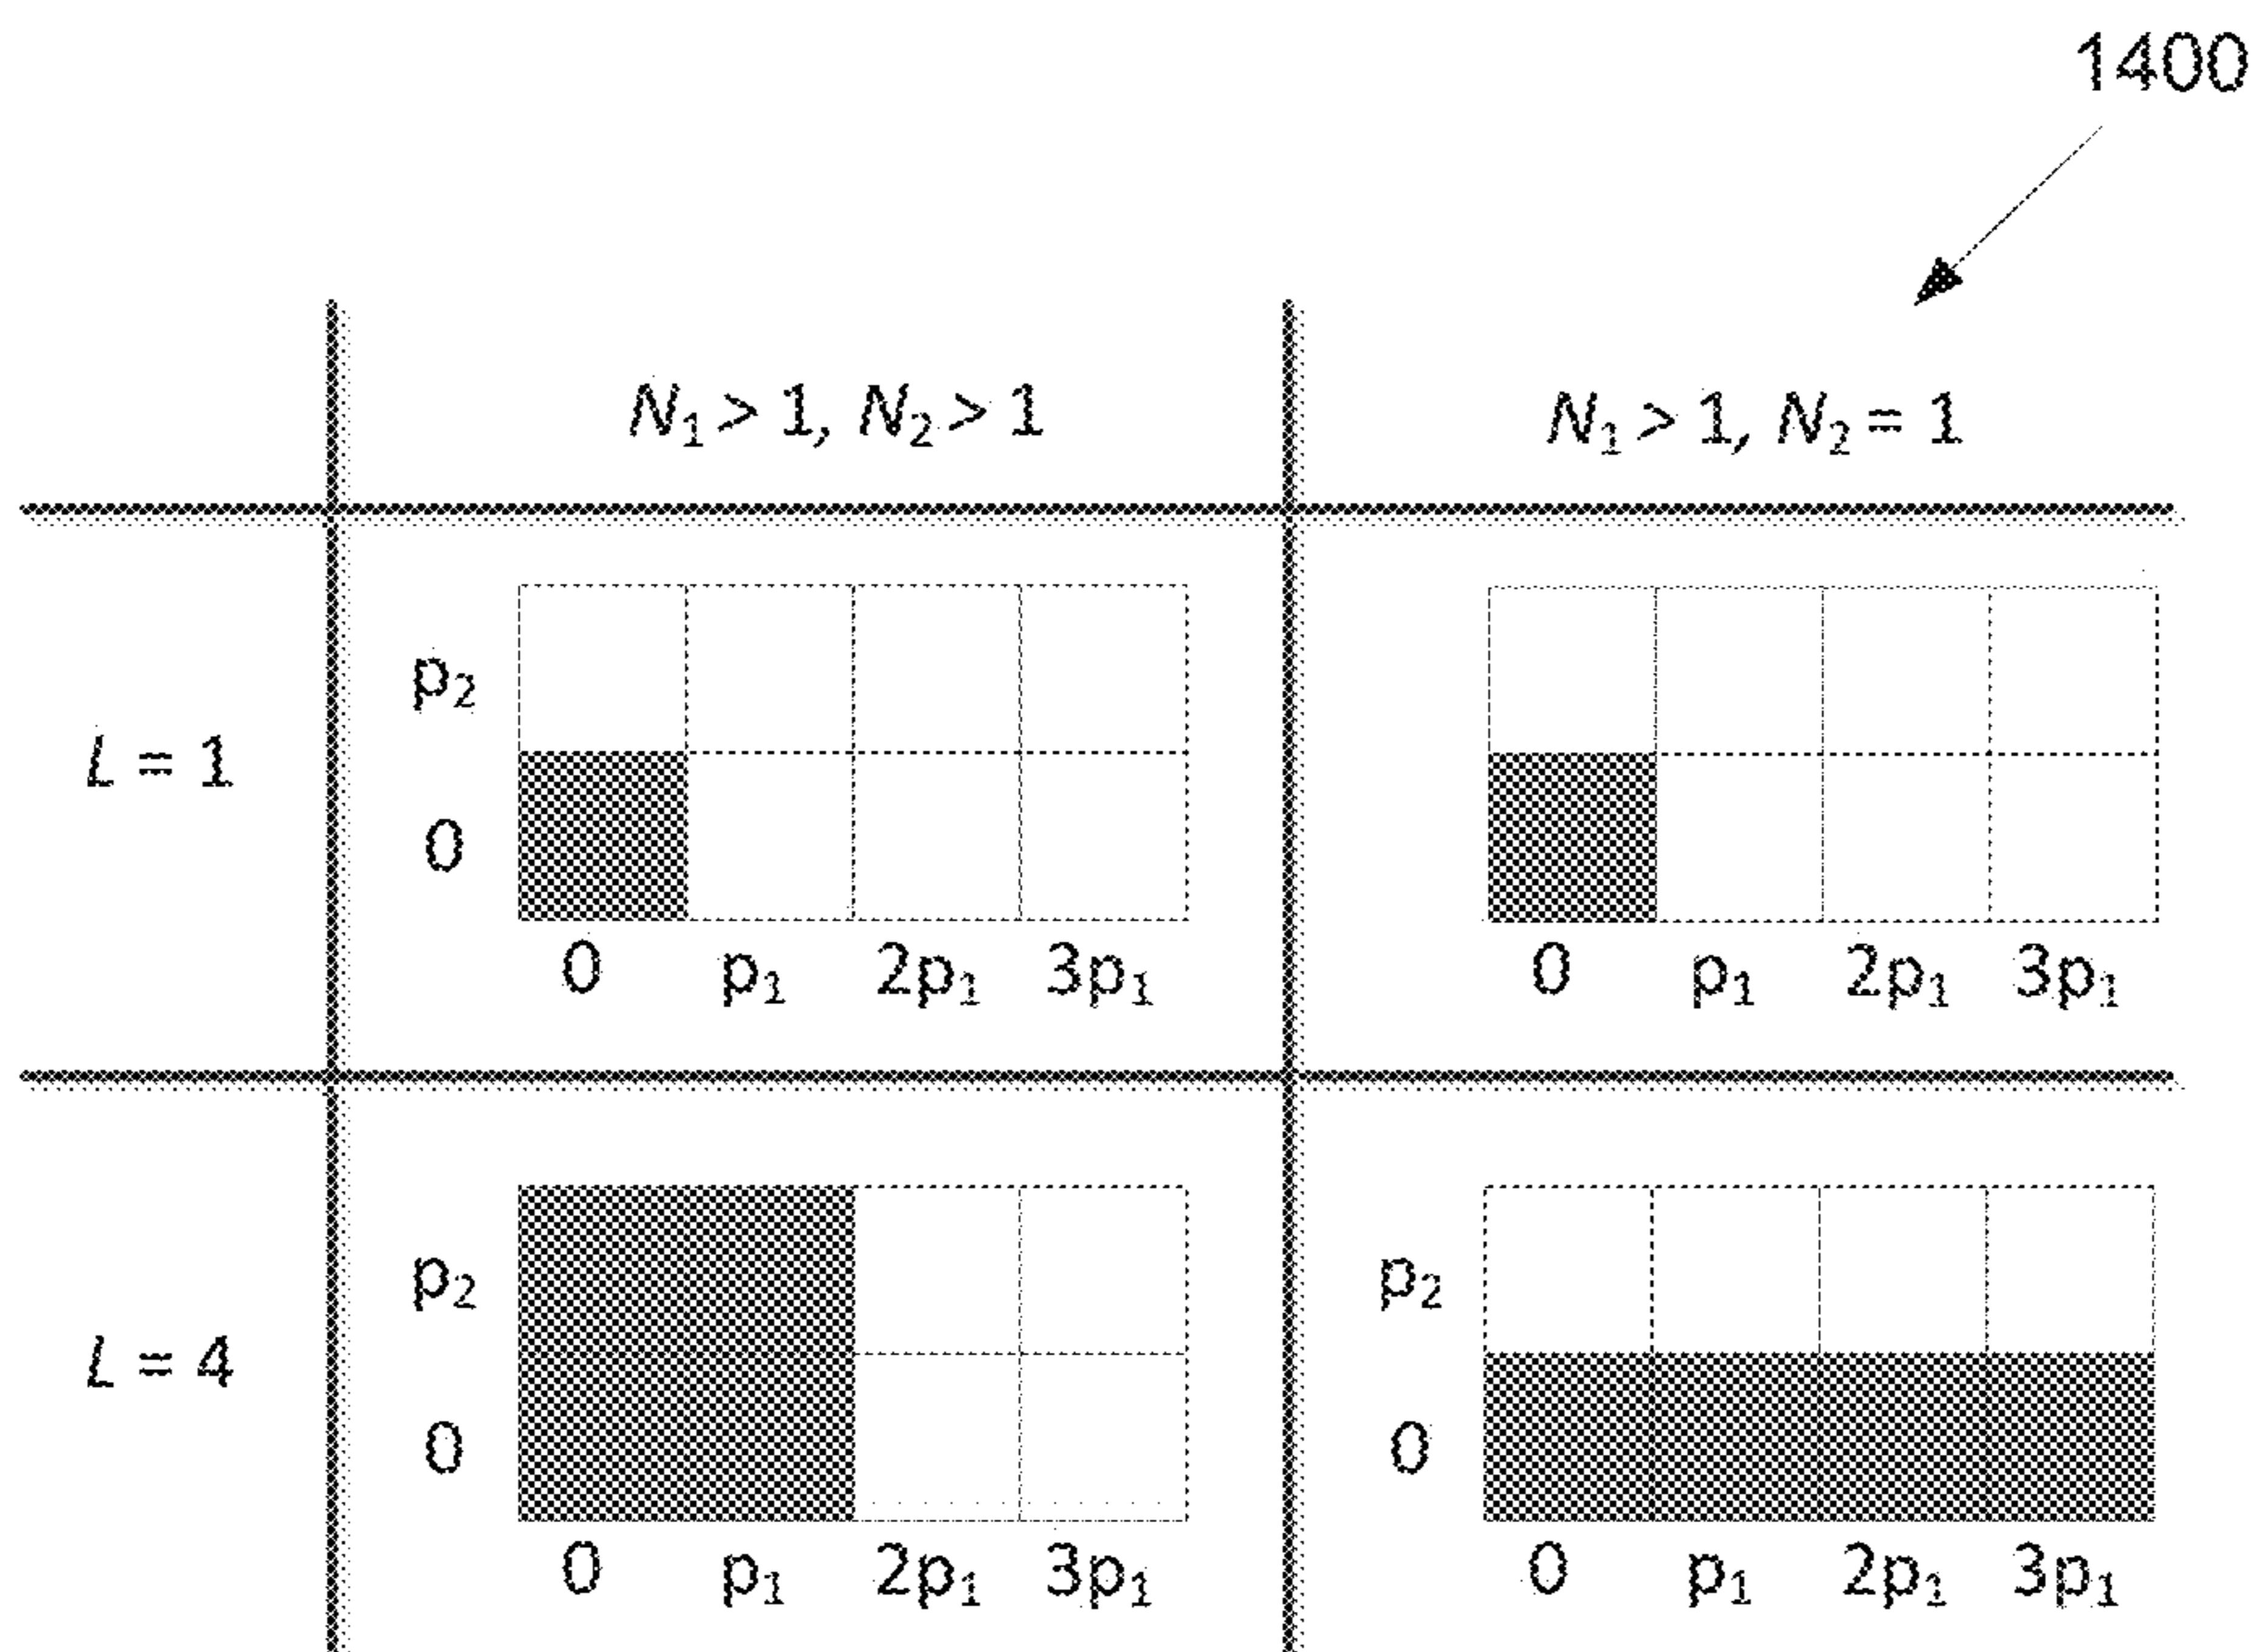 1400
N₁ > 1, N₂ > 1
N₁ > 1, N₂ = 1
L = 1
p₂
0
0 p₁ 2p₁ 3p₁
0 p₁ 2p₁ 3p₁
L = 4
p₂
0
0 p₁ 2p₁ 3p₁
p₂
0
0 p₁ 2p₁ 3p₁